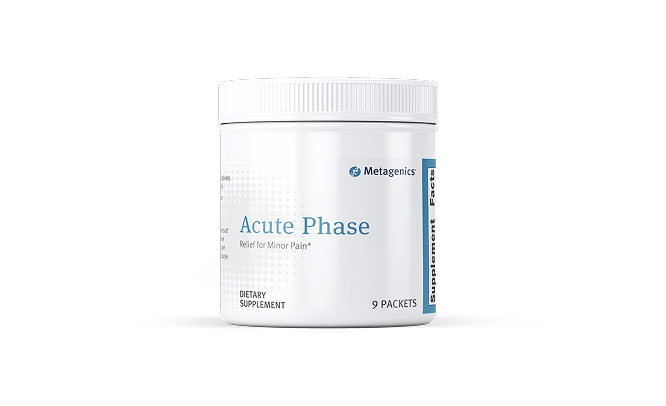 Metagenics
Acute Phase
Relief for Minor Pain*
DIETARY
SUPPLEMENT
9 PACKETS
Supplement Facts